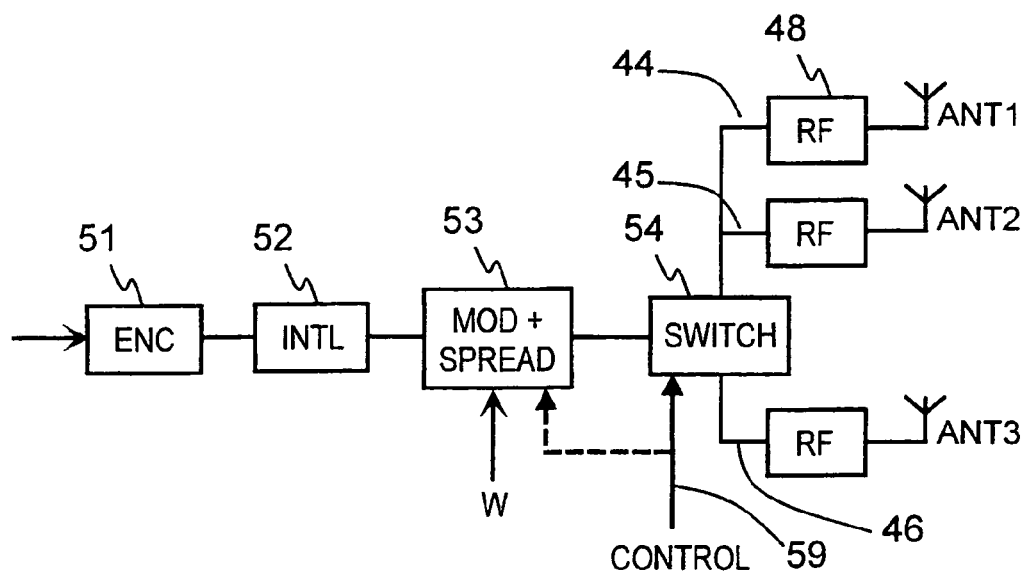 48
44
RF
ANT1
45
RF
ANT2
51
52
53
54
ENC
INTL
MOD +
SPREAD
SWITCH
RF
ANT3
W
46
CONTROL
59